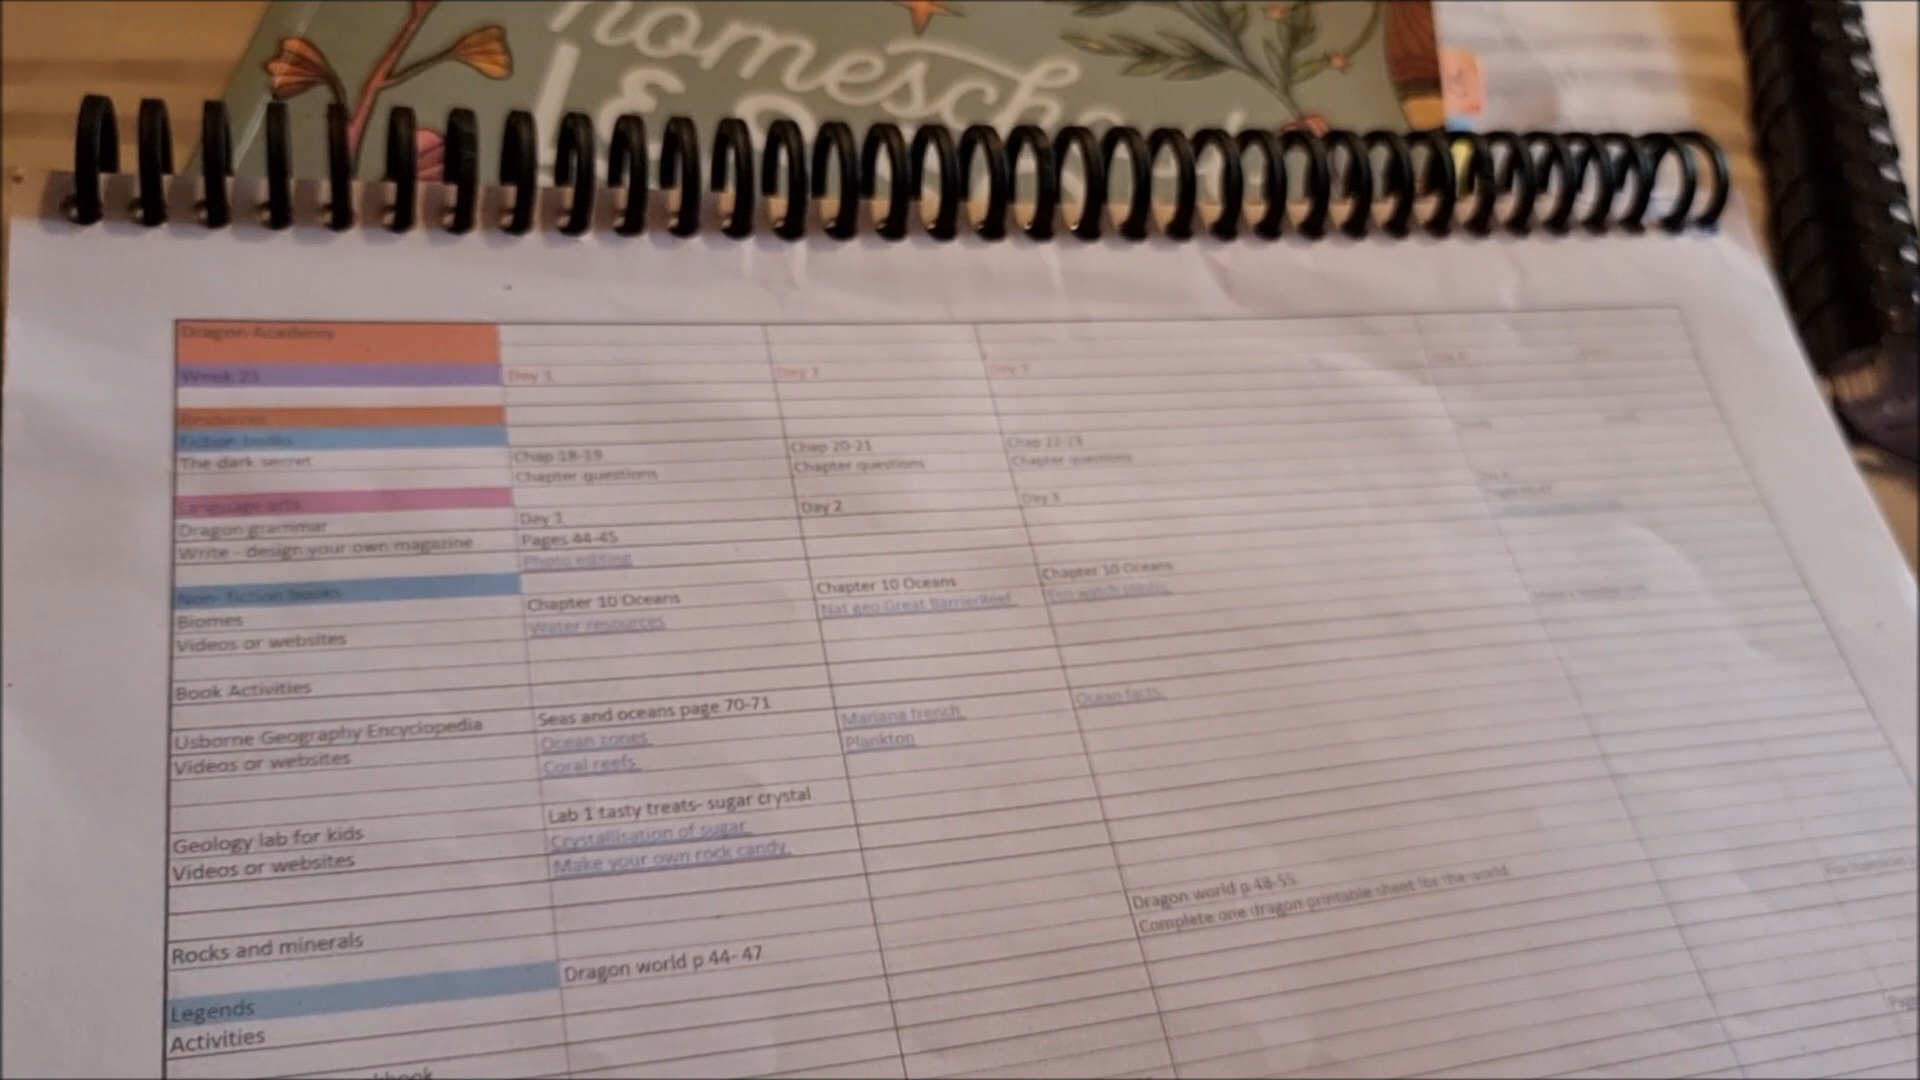 homescho
Dragon Academy
Week 21 Day 1 Day 2 Day 3
Resources
Fiction books
The dark secret Chap 18-19 Chap 20-21 Chap 22-23
Chapter questions Chapter questions Chapter questions
Language arts
Dragon grammar Day 1 Day 2 Day 3
Write - design your own magazine Pages 44-45
Photo editing
Non- fiction books
Biomes Chapter 10 Oceans Chapter 10 Oceans Chapter 10 Oceans
Videos or websites Water resources Nat geo Great BarrierReef
Book Activities
Usborne Geography Encyclopedia Seas and oceans page 70-71 Mariana french Ocean facts
Videos or websites Ocean zones Plankton
Coral reefs
Geology lab for kids Lab 1 tasty treats- sugar crystal
Videos or websites Crystallisation of sugar
Make your own rock candy
Rocks and minerals
Legends Dragon world p 44- 47 Dragon world p 48-55
Activities Complete one dragon printable sheet for the world